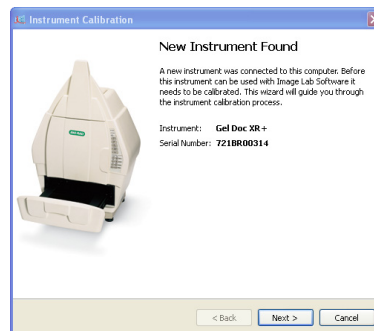 Instrument Calibration
New Instrument Found
A new instrument was connected to this computer. Before
this instrument can be used with Image Lab Software it
needs to be calibrated. This wizard will guide you through
the instrument calibration process.
Instrument: Gel Doc XR+
Serial Number: 721BR00314
BIO-RAD
< Back
Next >
Cancel